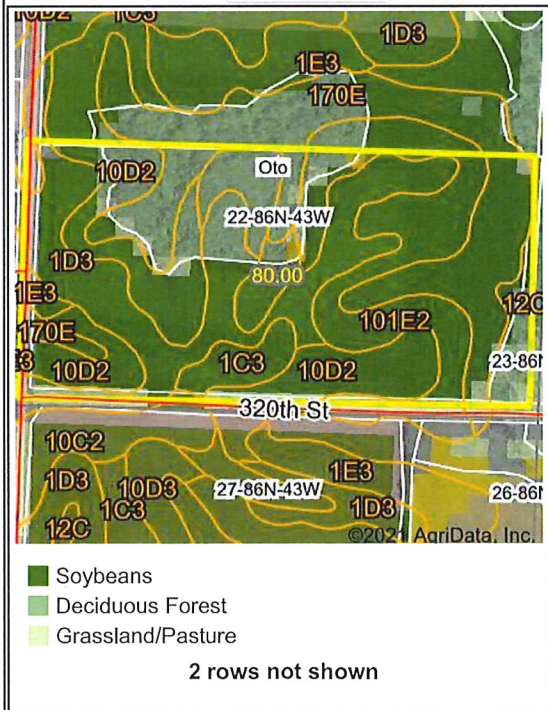 10D2
1C3
1D3
1E3
170E
Oto
10D2
22-86N-43W
1D3
80.00
1E3
12C
101E2
170E
1C3
10D2
10D2
23-86N
320th St
10C2
1E3
1D3
10D3
27-86N-43W
26-86N
1C3
1D3
12C
©2021 AgriData, Inc.
Soybeans
Deciduous Forest
Grassland/Pasture
2 rows not shown